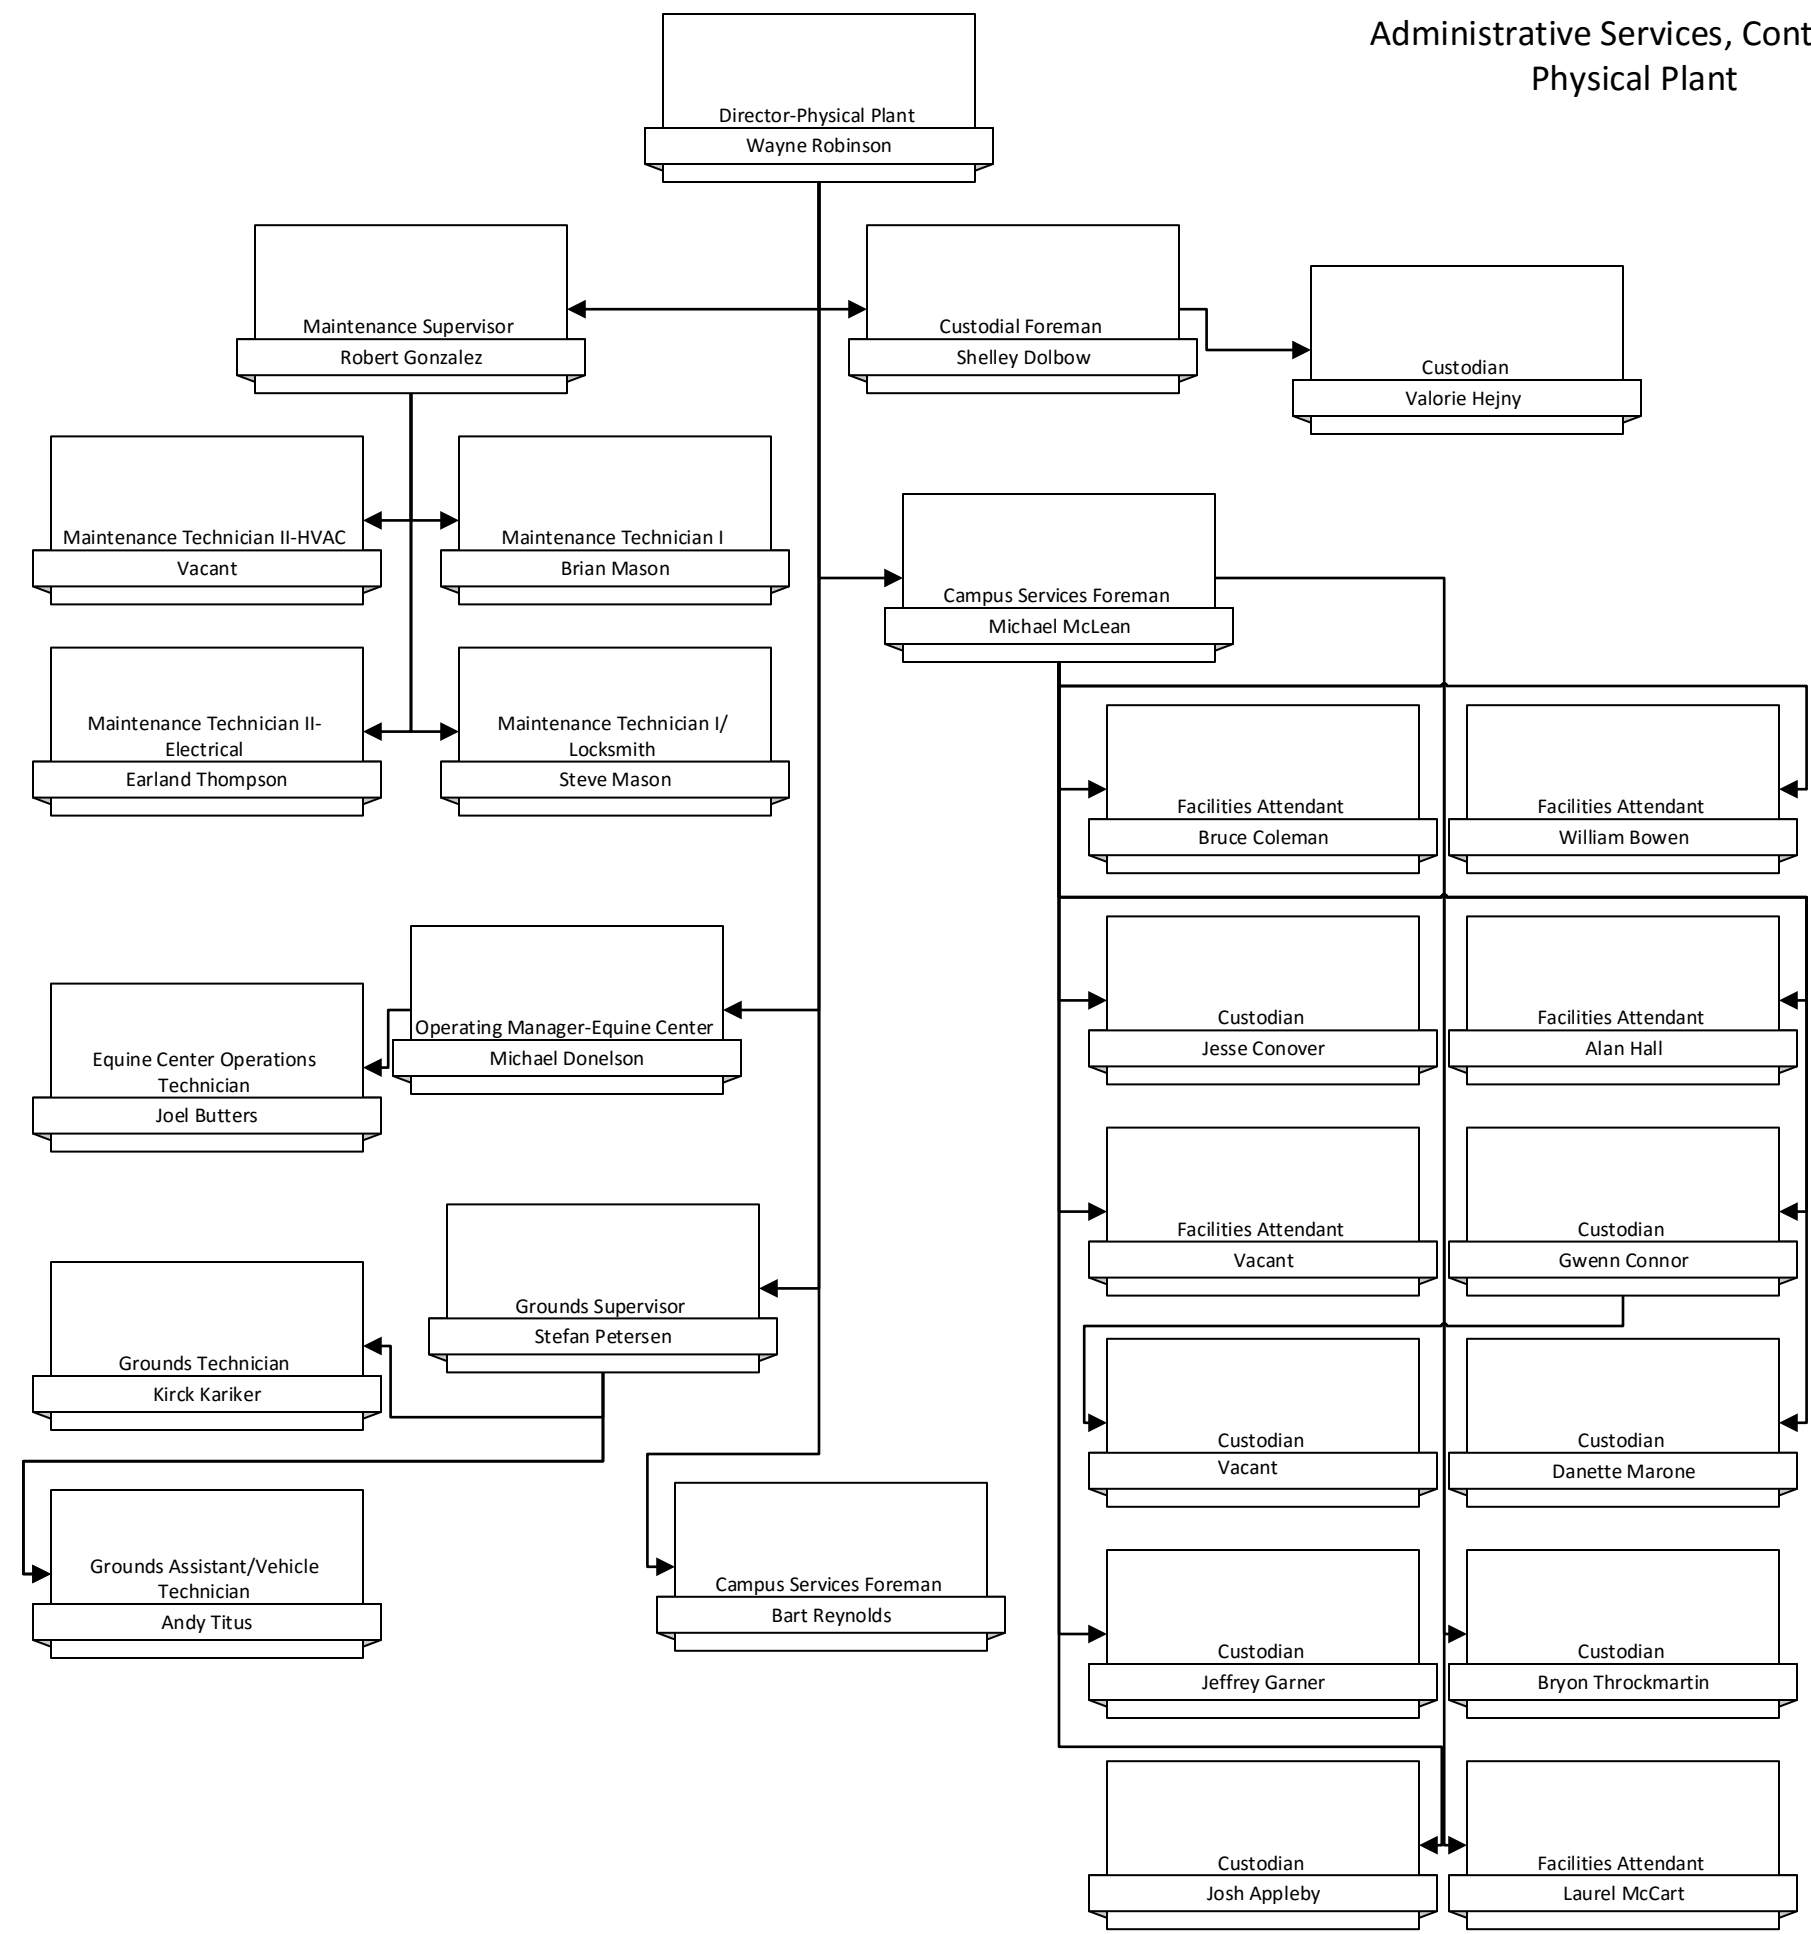 Administrative Services, Cont
Physical Plant
Director-Physical Plant
Wayne Robinson
Maintenance Supervisor
Robert Gonzalez
Custodial Foreman
Shelley Dolbow
Custodian
Valorie Hejny
Maintenance Technician II-HVAC
Vacant
Maintenance Technician I
Brian Mason
Campus Services Foreman
Michael McLean
Maintenance Technician II-
Electrical
Earland Thompson
Maintenance Technician I/
Locksmith
Steve Mason
Facilities Attendant
Bruce Coleman
Facilities Attendant
William Bowen
Operating Manager-Equine Center
Michael Donelson
Equine Center Operations
Technician
Joel Butters
Custodian
Jesse Conover
Facilities Attendant
Alan Hall
Facilities Attendant
Vacant
Custodian
Gwenn Connor
Grounds Supervisor
Stefan Petersen
Grounds Technician
Kirck Kariker
Custodian
Vacant
Custodian
Danette Marone
Grounds Assistant/Vehicle
Technician
Andy Titus
Campus Services Foreman
Bart Reynolds
Custodian
Jeffrey Garner
Custodian
Bryon Throckmartin
Custodian
Josh Appleby
Facilities Attendant
Laurel McCart